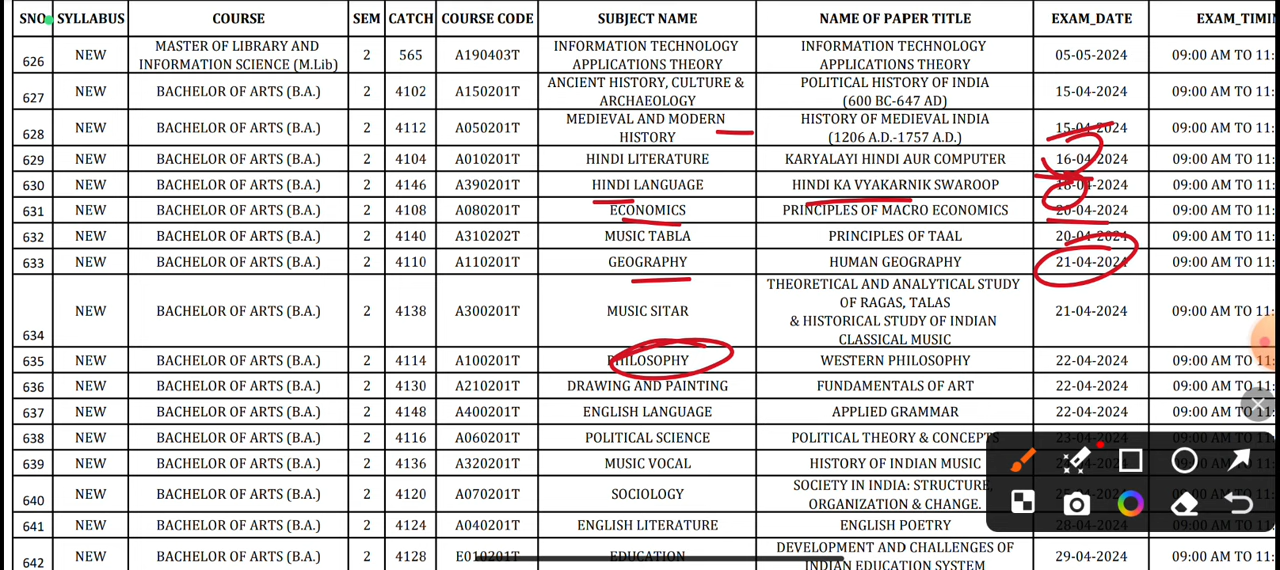 SNO SYLLABUS COURSE SEM CATCH COURSE CODE SUBJECT NAME NAME OF PAPER TITLE EXAM_DATE EXAM_TIMIN
626 NEW MASTER OF LIBRARY AND INFORMATION SCIENCE (M.Lib) 2 565 A190403T INFORMATION TECHNOLOGY APPLICATIONS THEORY INFORMATION TECHNOLOGY APPLICATIONS THEORY 05-05-2024 09:00 AM TO 11:
627 NEW BACHELOR OF ARTS (B.A.) 2 4102 A150201T ANCIENT HISTORY, CULTURE & ARCHAEOLOGY POLITICAL HISTORY OF INDIA (600 BC-647 AD) 15-04-2024 09:00 AM TO 11:
628 NEW BACHELOR OF ARTS (B.A.) 2 4112 A050201T MEDIEVAL AND MODERN HISTORY HISTORY OF MEDIEVAL INDIA (1206 A.D.-1757 A.D.) 15-04-2024 09:00 AM TO 11:
629 NEW BACHELOR OF ARTS (B.A.) 2 4104 A010201T HINDI LITERATURE KARYALAYI HINDI AUR COMPUTER 16-04-2024 09:00 AM TO 11:
630 NEW BACHELOR OF ARTS (B.A.) 2 4146 A390201T HINDI LANGUAGE HINDI KA VYAKARNIK SWAROOP 18-04-2024 09:00 AM TO 11:
631 NEW BACHELOR OF ARTS (B.A.) 2 4108 A080201T ECONOMICS PRINCIPLES OF MACRO ECONOMICS 20-04-2024 09:00 AM TO 11:
632 NEW BACHELOR OF ARTS (B.A.) 2 4140 A310202T MUSIC TABLA PRINCIPLES OF TAAL 20-04-2024 09:00 AM TO 11:
633 NEW BACHELOR OF ARTS (B.A.) 2 4110 A110201T GEOGRAPHY HUMAN GEOGRAPHY 21-04-2024 09:00 AM TO 11:
634 NEW BACHELOR OF ARTS (B.A.) 2 4138 A300201T MUSIC SITAR THEORETICAL AND ANALYTICAL STUDY OF RAGAS, TALAS & HISTORICAL STUDY OF INDIAN CLASSICAL MUSIC 21-04-2024 09:00 AM TO 11:
635 NEW BACHELOR OF ARTS (B.A.) 2 4114 A100201T PHILOSOPHY WESTERN PHILOSOPHY 22-04-2024 09:00 AM TO 11:
636 NEW BACHELOR OF ARTS (B.A.) 2 4130 A210201T DRAWING AND PAINTING FUNDAMENTALS OF ART 22-04-2024 09:00 AM TO 11:
637 NEW BACHELOR OF ARTS (B.A.) 2 4148 A400201T ENGLISH LANGUAGE APPLIED GRAMMAR 22-04-2024 09:00 AM TO 11:
638 NEW BACHELOR OF ARTS (B.A.) 2 4116 A060201T POLITICAL SCIENCE POLITICAL THEORY & CONCEPTS 23-04-2024 09:00 AM TO 11:
639 NEW BACHELOR OF ARTS (B.A.) 2 4136 A320201T MUSIC VOCAL HISTORY OF INDIAN MUSIC
640 NEW BACHELOR OF ARTS (B.A.) 2 4120 A070201T SOCIOLOGY SOCIETY IN INDIA: STRUCTURE, ORGANIZATION & CHANGE.
641 NEW BACHELOR OF ARTS (B.A.) 2 4124 A040201T ENGLISH LITERATURE ENGLISH POETRY 28-04-2024 09:00 AM TO 11:
642 NEW BACHELOR OF ARTS (B.A.) 2 4128 E010201T EDUCATION DEVELOPMENT AND CHALLENGES OF INDIAN EDUCATION SYSTEM 29-04-2024 09:00 AM TO 11: